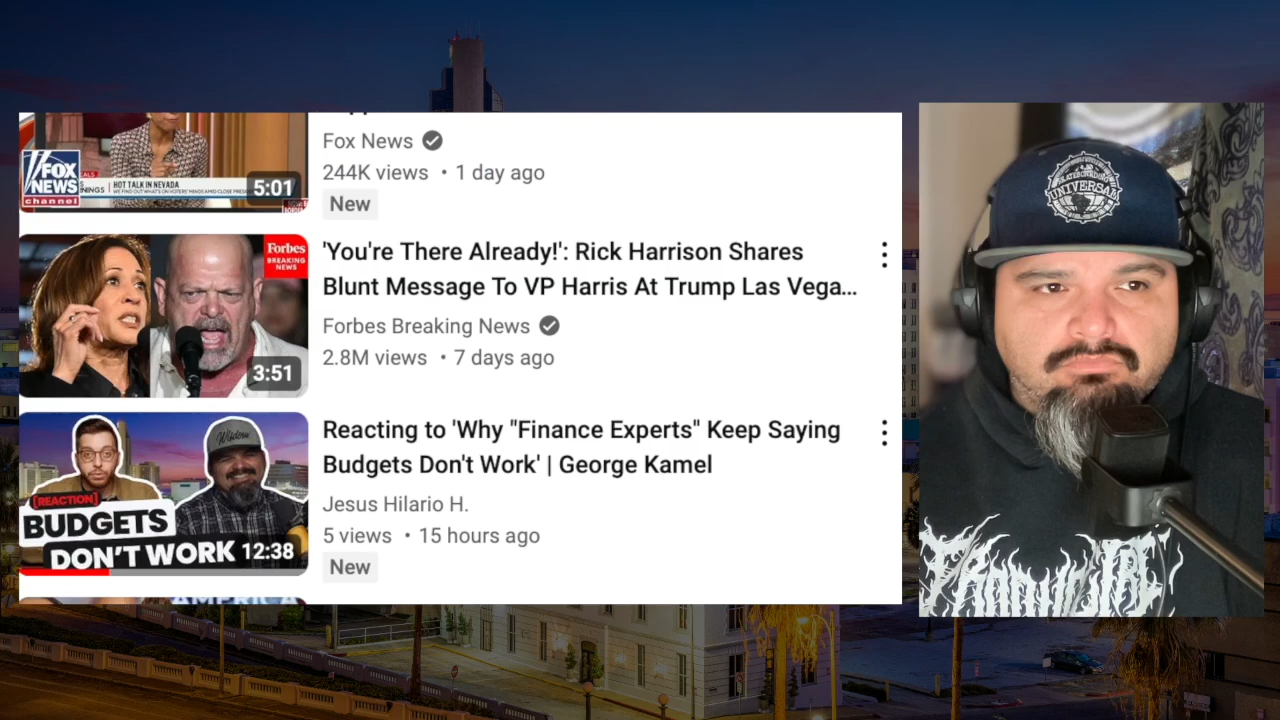 Fox News
244K views • 1 day ago
New
FOX
NEWS
channel
HOT TALK IN NEVADA
5:01
'You're There Already!': Rick Harrison Shares
Blunt Message To VP Harris At Trump Las Vega...
Forbes Breaking News
2.8M views • 7 days ago
Forbes
BREAKING
NEWS
3:51
Reacting to 'Why "Finance Experts" Keep Saying
Budgets Don't Work' | George Kamel
Jesus Hilario H.
5 views • 15 hours ago
New
Wisdom
[REACTION]
BUDGETS
DON'T WORK
12:38
AMERICA
SKATEBOARDING
UNIVERSAL